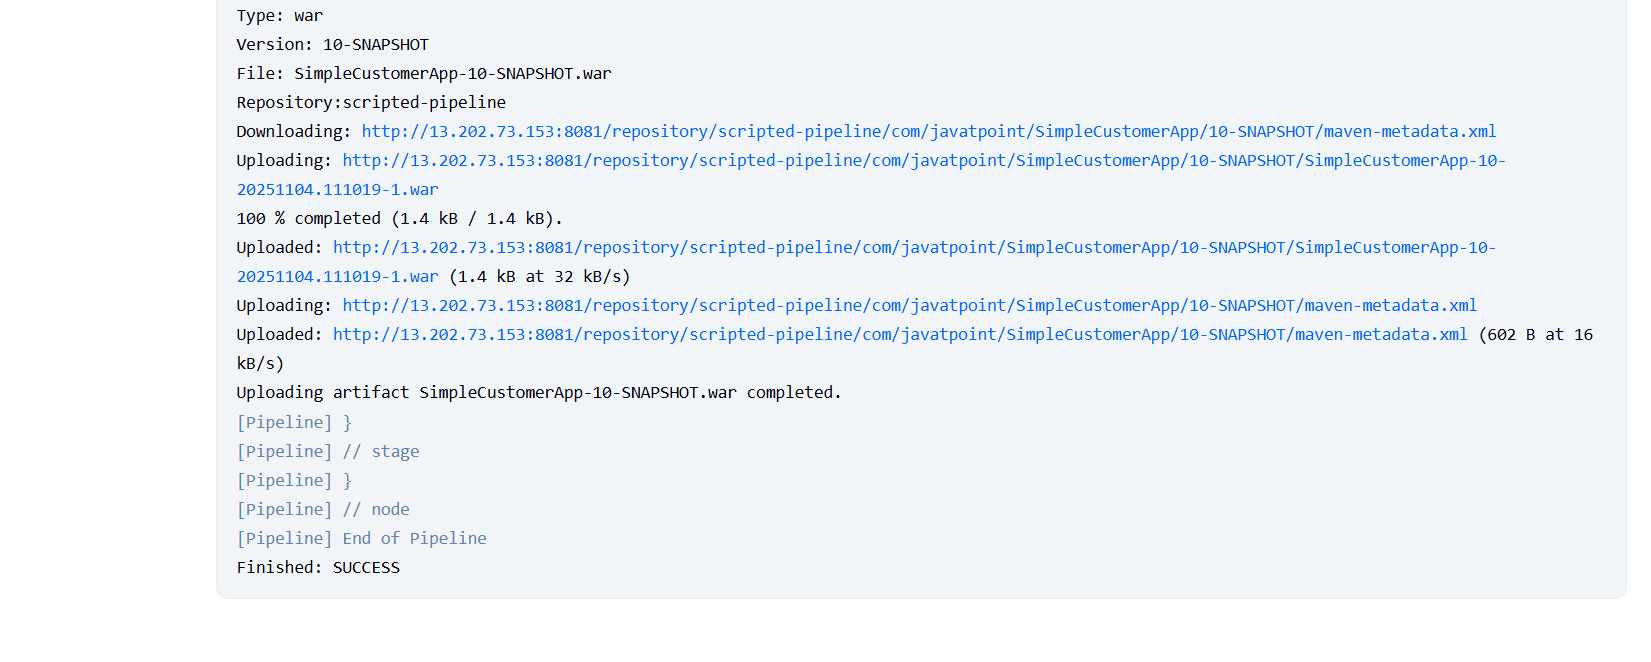 Type: war
Version: 10-SNAPSHOT
File: SimpleCustomerApp-10-SNAPSHOT.war
Repository:scripted-pipeline
Downloading: http://13.202.73.153:8081/repository/scripted-pipeline/com/javatpoint/SimpleCustomerApp/10-SNAPSHOT/maven-metadata.xml
Uploading: http://13.202.73.153:8081/repository/scripted-pipeline/com/javatpoint/SimpleCustomerApp/10-SNAPSHOT/SimpleCustomerApp-10-
20251104.111019-1.war
100 % completed (1.4 kB / 1.4 kB).
Uploaded: http://13.202.73.153:8081/repository/scripted-pipeline/com/javatpoint/SimpleCustomerApp/10-SNAPSHOT/SimpleCustomerApp-10-
20251104.111019-1.war (1.4 kB at 32 kB/s)
Uploading: http://13.202.73.153:8081/repository/scripted-pipeline/com/javatpoint/SimpleCustomerApp/10-SNAPSHOT/maven-metadata.xml
Uploaded: http://13.202.73.153:8081/repository/scripted-pipeline/com/javatpoint/SimpleCustomerApp/10-SNAPSHOT/maven-metadata.xml (602 B at 16
kB/s)
Uploading artifact SimpleCustomerApp-10-SNAPSHOT.war completed.
[Pipeline] }
[Pipeline] // stage
[Pipeline] }
[Pipeline] // node
[Pipeline] End of Pipeline
Finished: SUCCESS